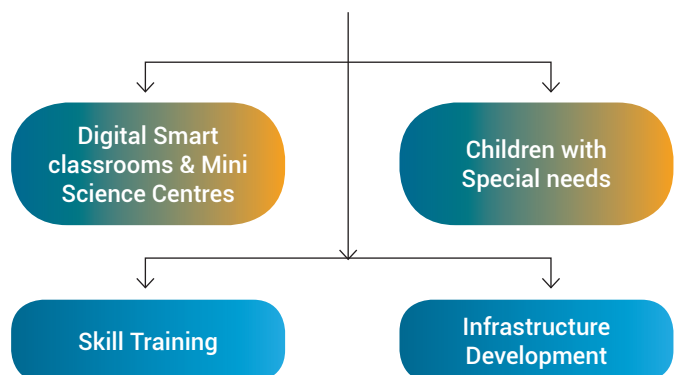 Digital Smart
classrooms & Mini
Science Centres
Children with
Special needs
Skill Training
Infrastructure
Development